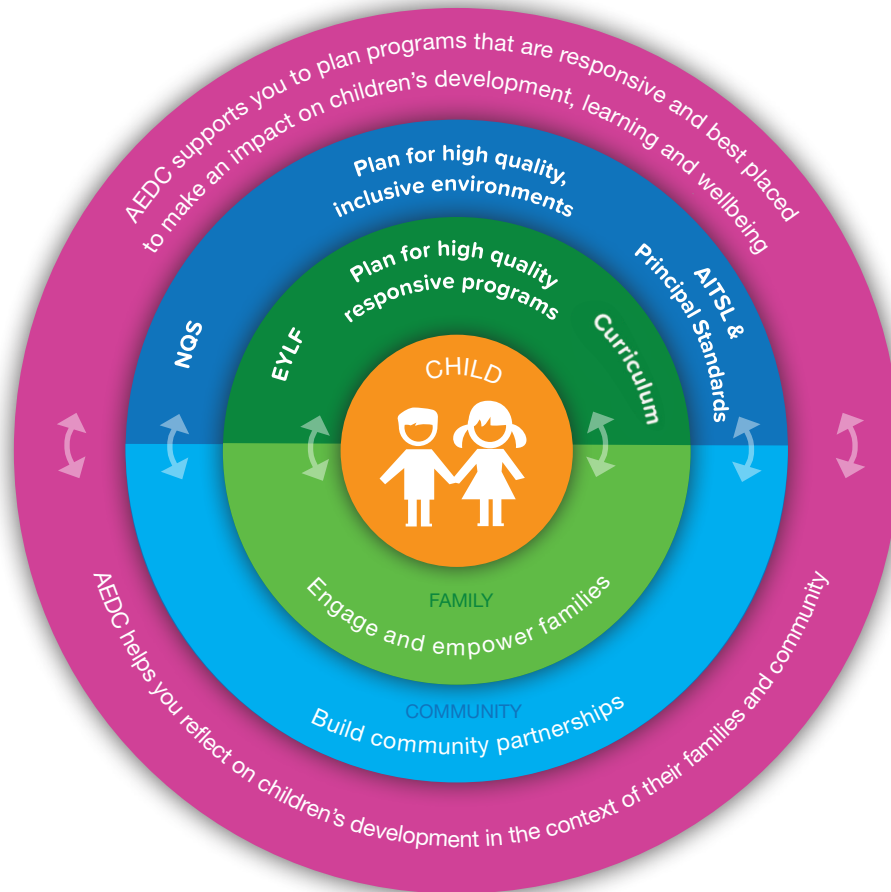 AEDC supports you to plan programs that are responsive and best placed
to make an impact on children's development, learning and wellbeing
Plan for high quality,
inclusive environments
NQS
AITSL &
Principal Standards
Plan for high quality
responsive programs
EYLF
Curriculum
CHILD
FAMILY
Engage and empower families
COMMUNITY
Build community partnerships
AEDC helps you reflect on children's development in the context of their families and community